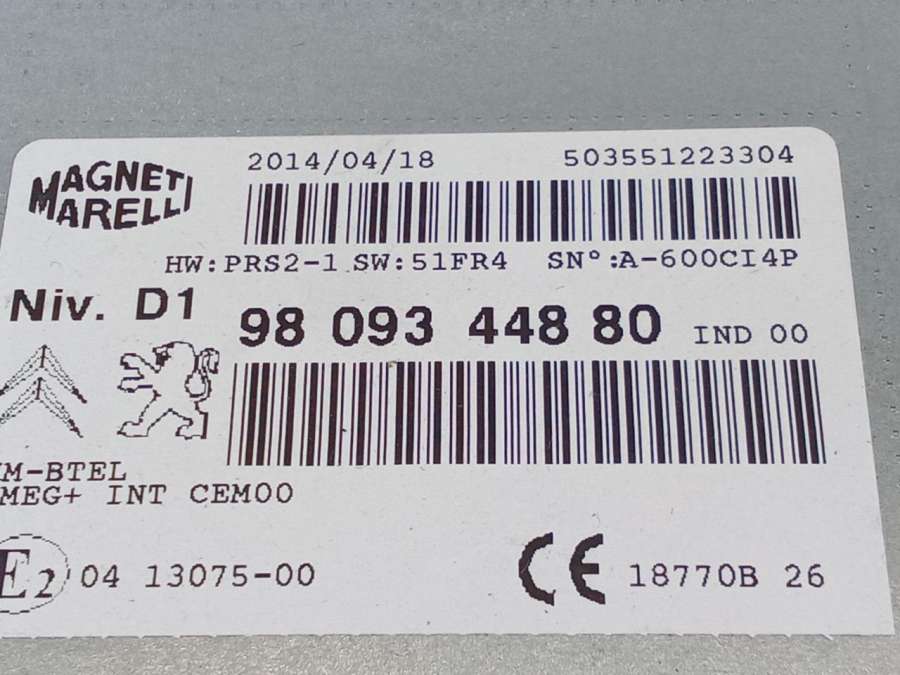 MAGNETI
MARELLI
2014/04/18 503551223304
HW:PRS2-1 SW:51FR4 SN°:A-600CI4P
Niv. D1
98 093 448 80 IND 00
M-BTEL
MEG+ INT CEM00
E2 04 13075-00
CE 18770B 26